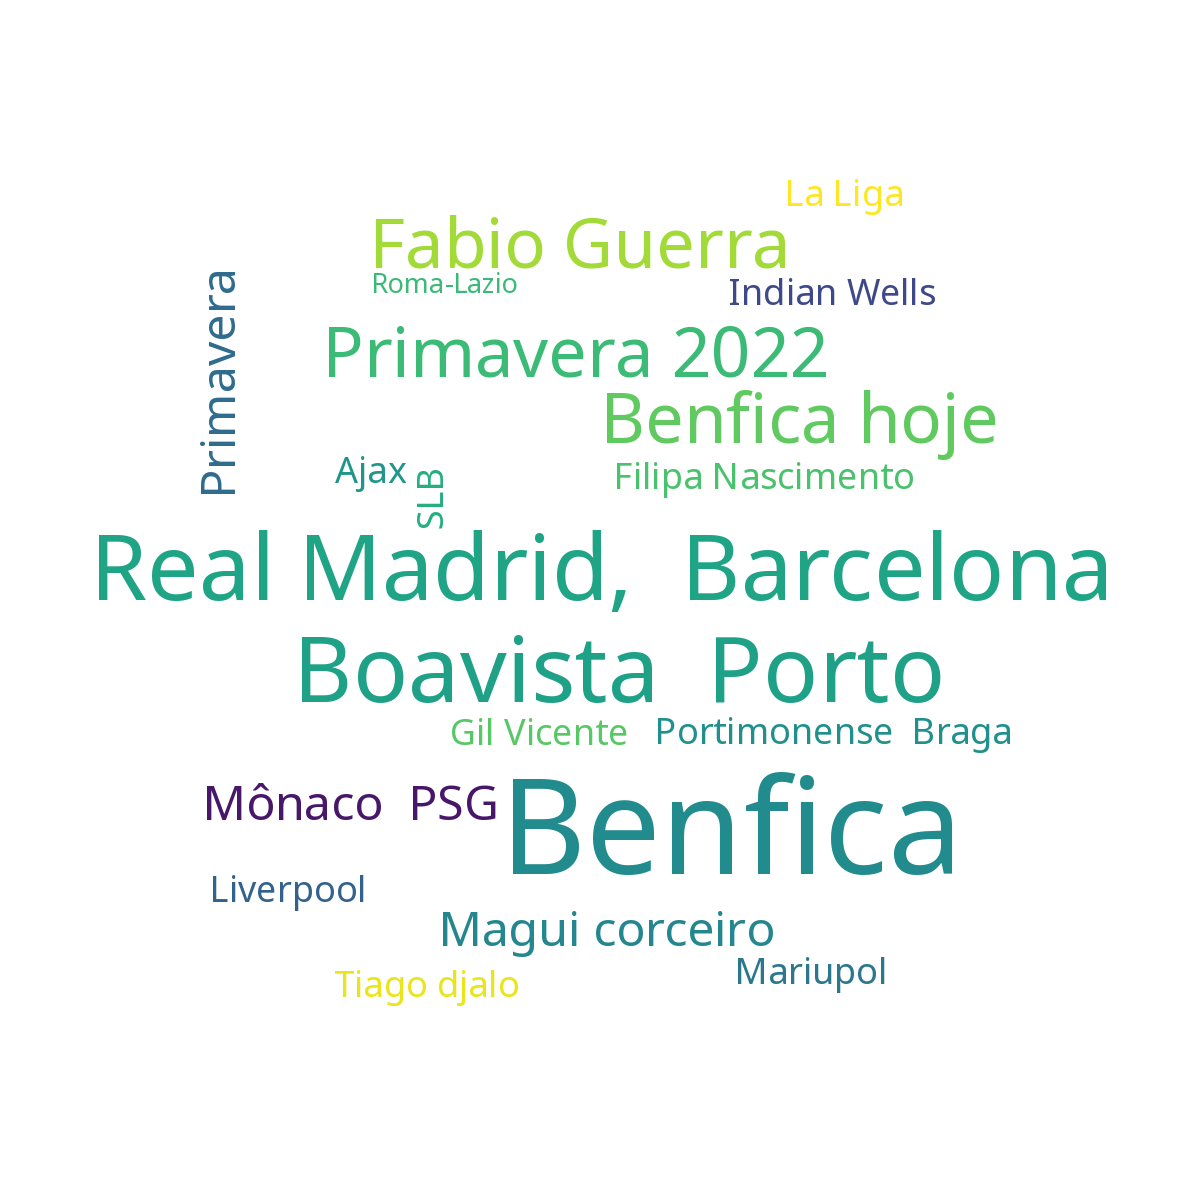 La Liga
Fabio Guerra
Roma-Lazio
Indian Wells
Primavera
Primavera 2022
Benfica hoje
Ajax
SLB
Filipa Nascimento
Real Madrid,  Barcelona
Boavista  Porto
Gil Vicente
Portimonense  Braga
Mônaco  PSG
Benfica
Liverpool
Magui corceiro
Mariupol
Tiago djalo